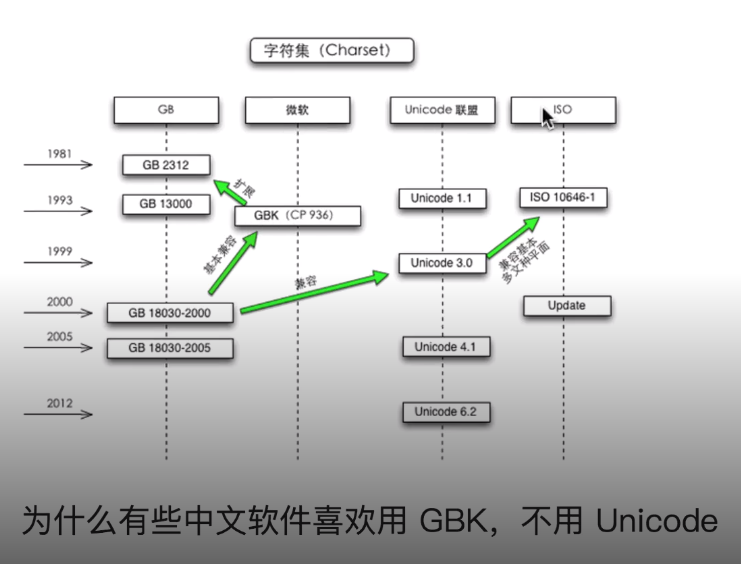 字符集（Charset）
GB
微软
Unicode 联盟
ISO
1981
GB 2312
扩展
1993
GB 13000
GBK（CP 936）
Unicode 1.1
ISO 10646-1
基本兼容
1999
Unicode 3.0
兼容基本
多文种平面
兼容
2000
GB 18030-2000
Update
2005
GB 18030-2005
Unicode 4.1
2012
Unicode 6.2
为什么有些中文软件喜欢用 GBK，不用 Unicode